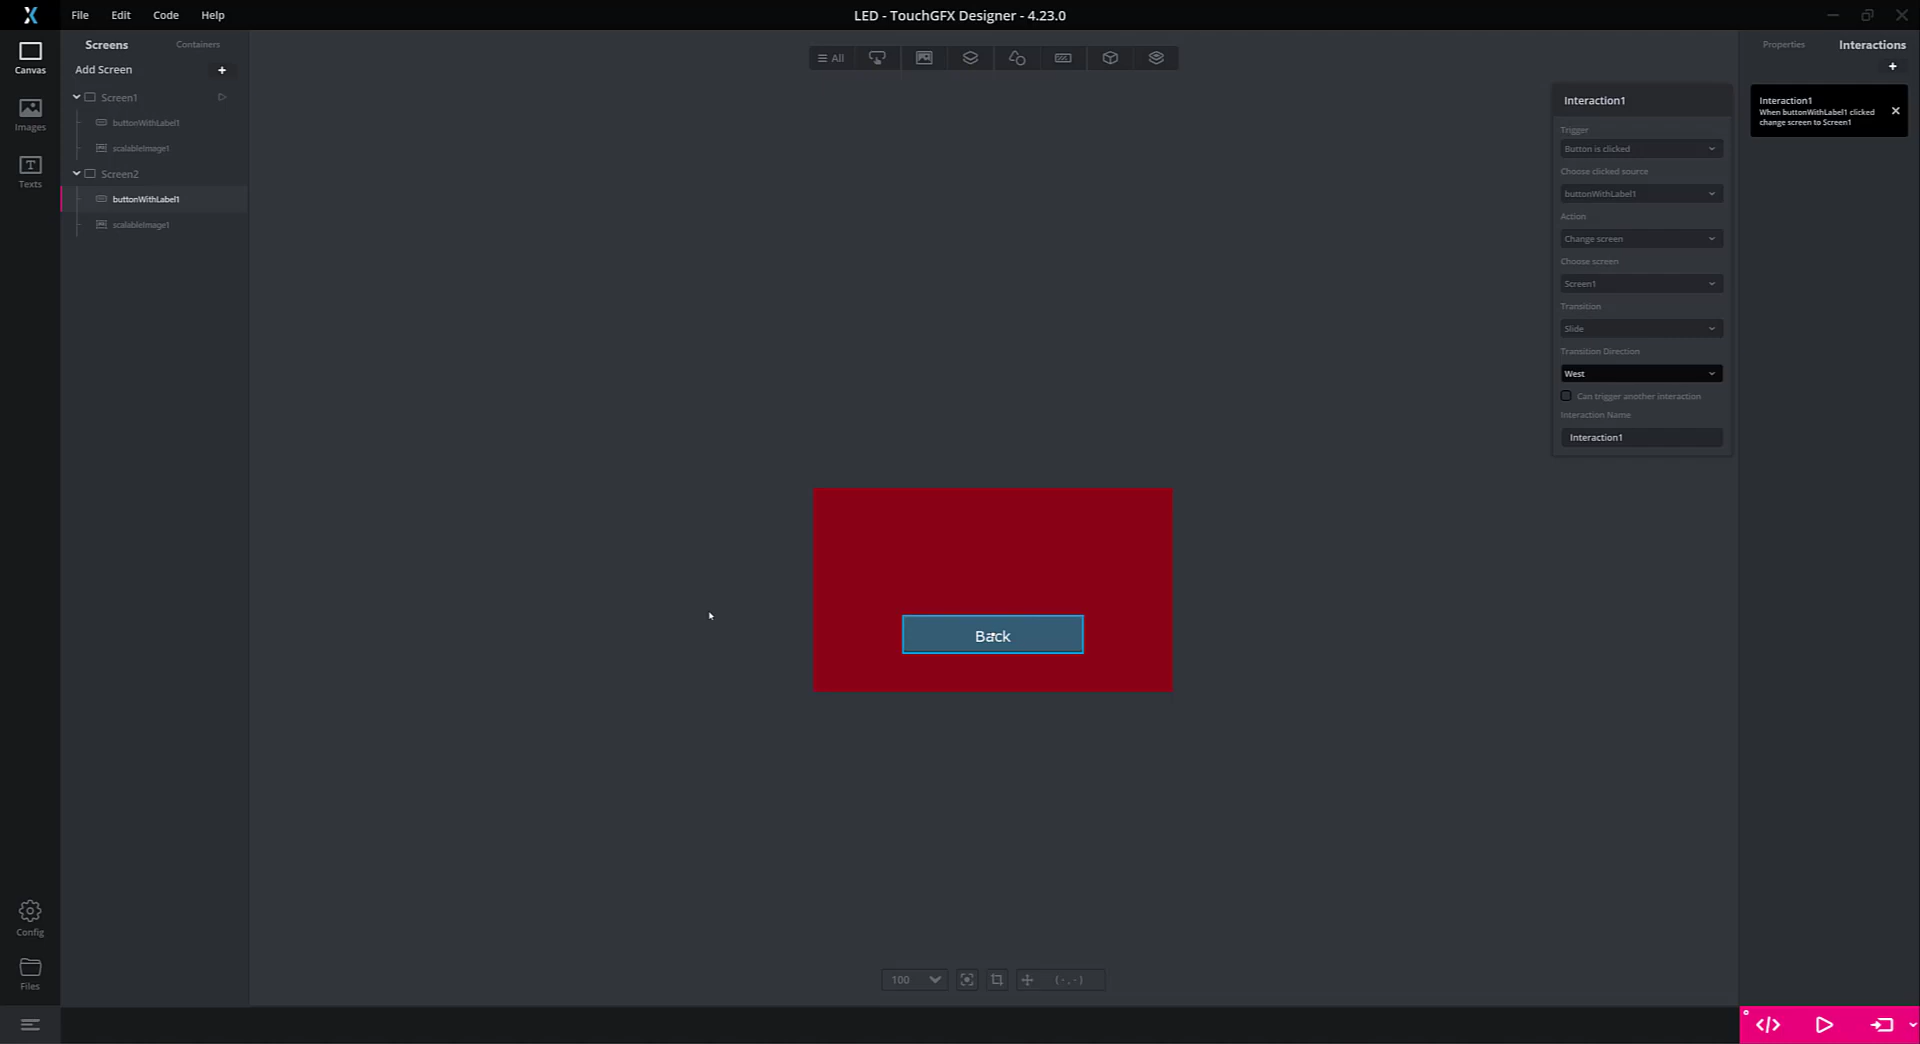 File Edit Code Help
LED - TouchGFX Designer - 4.23.0
Canvas
Images
Texts
Config
Files
Screens Containers
Add Screen +
Screen1
buttonWithLabel1
scalableImage1
Screen2
buttonWithLabel1
scalableImage1
All
Back
100
(-,-)
Interaction1
Trigger
Button is clicked
Choose clicked source
buttonWithLabel1
Action
Change screen
Choose screen
Screen1
Transition
Slide
Transition Direction
West
Can trigger another interaction
Interaction Name
Interaction1
Properties Interactions
+
Interaction1
When buttonWithLabel1 clicked
change screen to Screen1